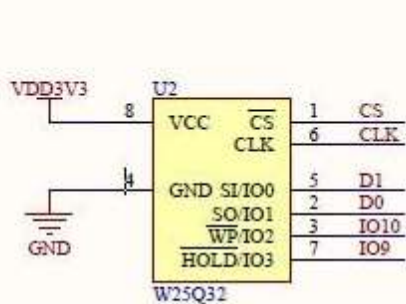 VDD3V3
U2
8 VCC CS 1 CS
CLK 6 CLK
4 GND SI/IO0 5 D1
SO/IO1 2 D0
WP/IO2 3 IO10
GND HOLD/IO3 7 IO9
W25Q32